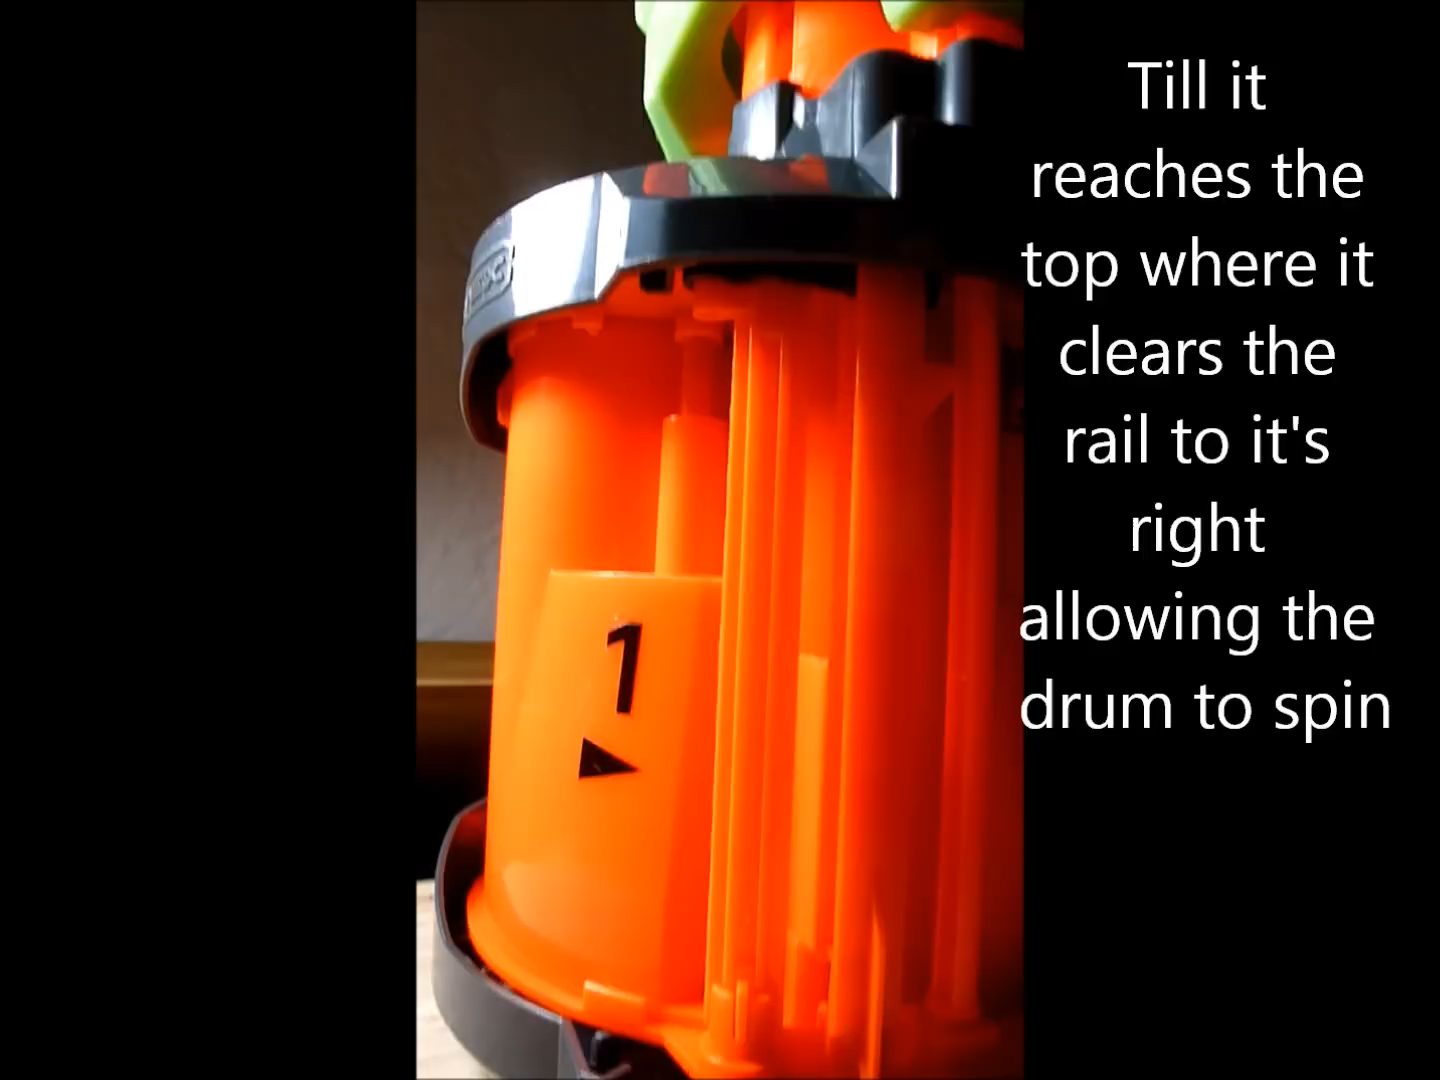 Till it
reaches the
top where it
clears the
rail to it's
right
allowing the
drum to spin
1